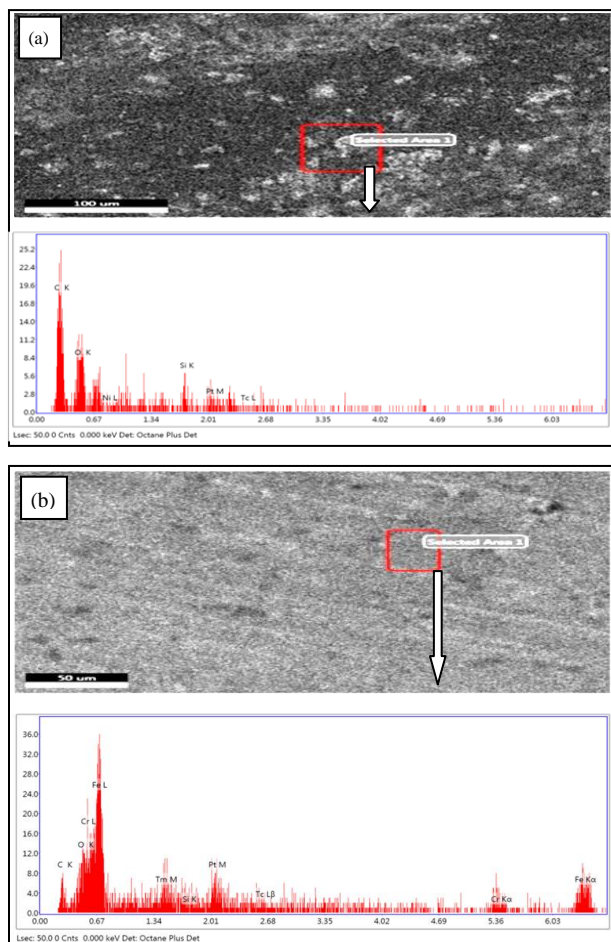 (a)
Selected Area 1
100 um
25.2
22.4
19.6
16.8
14.0
11.2
8.4
5.6
2.8
0.0
C K
O K
Ni L
Si K
Pt M
Tc L
0.00 0.67 1.34 2.01 2.68 3.35 4.02 4.69 5.36 6.03
Lsec: 50.0 0 Cnts 0.000 keV Det: Octane Plus Det
(b)
Selected Area 1
50 um
36.0
32.0
28.0
24.0
20.0
16.0
12.0
8.0
4.0
0.0
Fe L
Cr L
O K
C K
Tm M
Si K
Pt M
Tc Lβ
Cr Kα
Fe Kα
0.00 0.67 1.34 2.01 2.68 3.35 4.02 4.69 5.36 6.03
Lsec: 50.0 0 Cnts 0.000 keV Det: Octane Plus Det